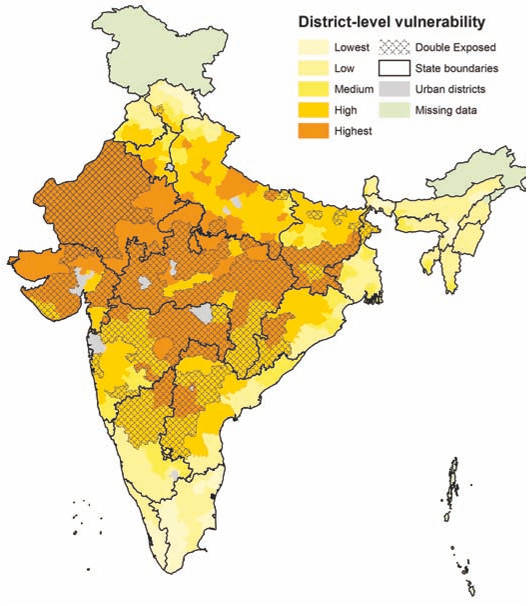 District-level vulnerability
Lowest
Double Exposed
Low
State boundaries
Medium
Urban districts
High
Missing data
Highest